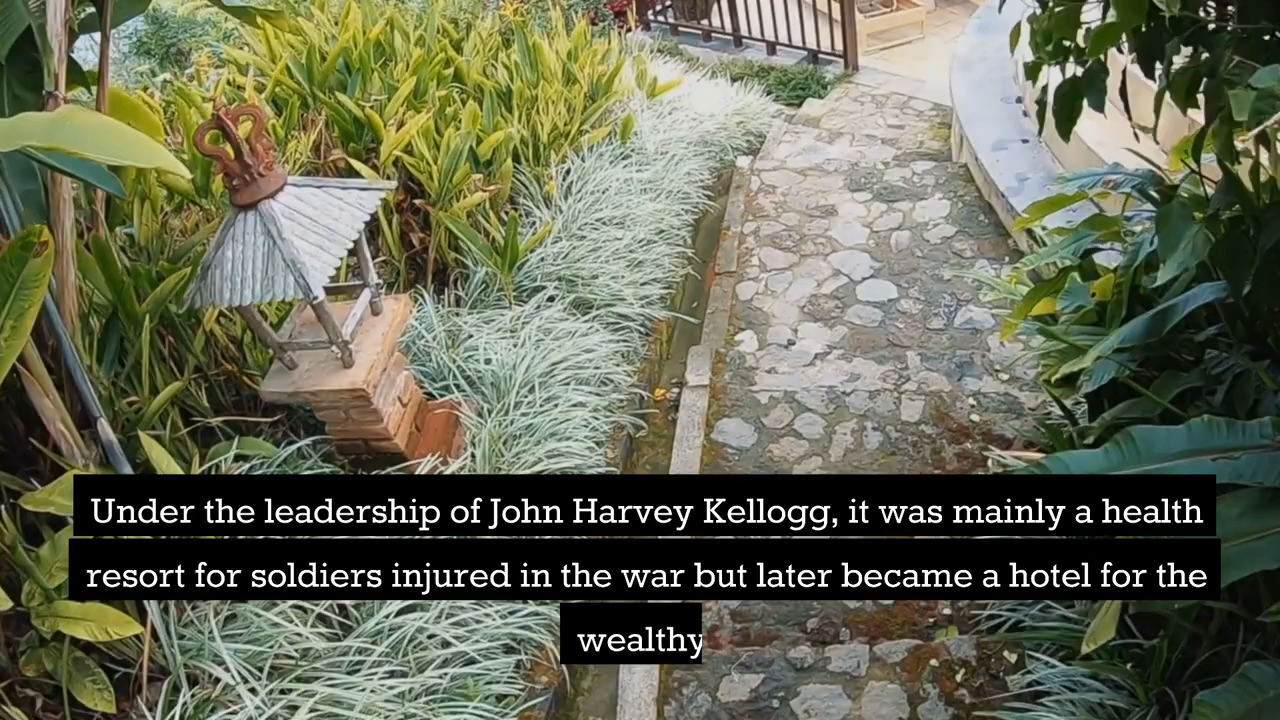 Under the leadership of John Harvey Kellogg, it was mainly a health
resort for soldiers injured in the war but later became a hotel for the
wealthy